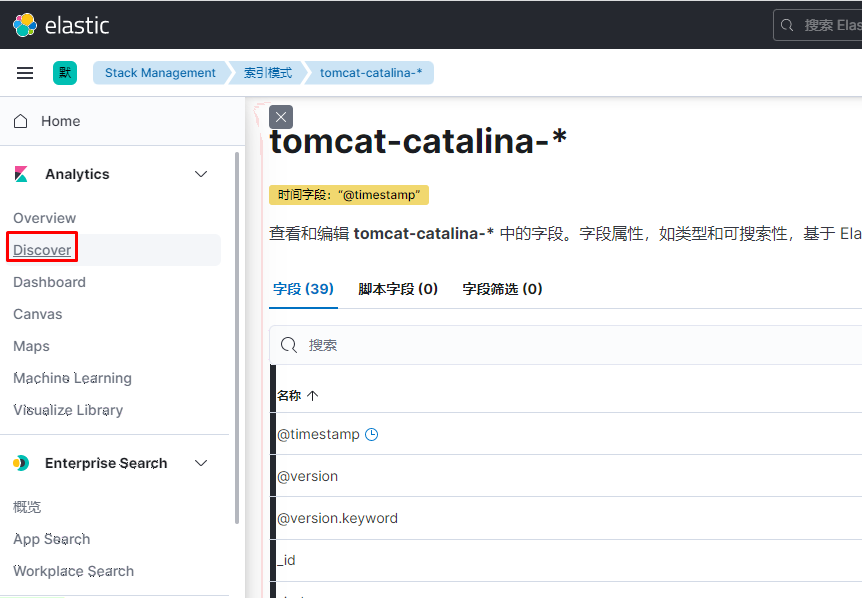 elastic
搜索 Elas
默
Stack Management
索引模式
tomcat-catalina-*
Home
Analytics
Overview
Discover
Dashboard
Canvas
Maps
Machine Learning
Visualize Library
Enterprise Search
概览
App Search
Workplace Search
tomcat-catalina-*
时间字段：“@timestamp”
查看和编辑 tomcat-catalina-* 中的字段。字段属性，如类型和可搜索性，基于 Ela
字段 (39)
脚本字段 (0)
字段筛选 (0)
搜索
名称
@timestamp
@version
@version.keyword
_id